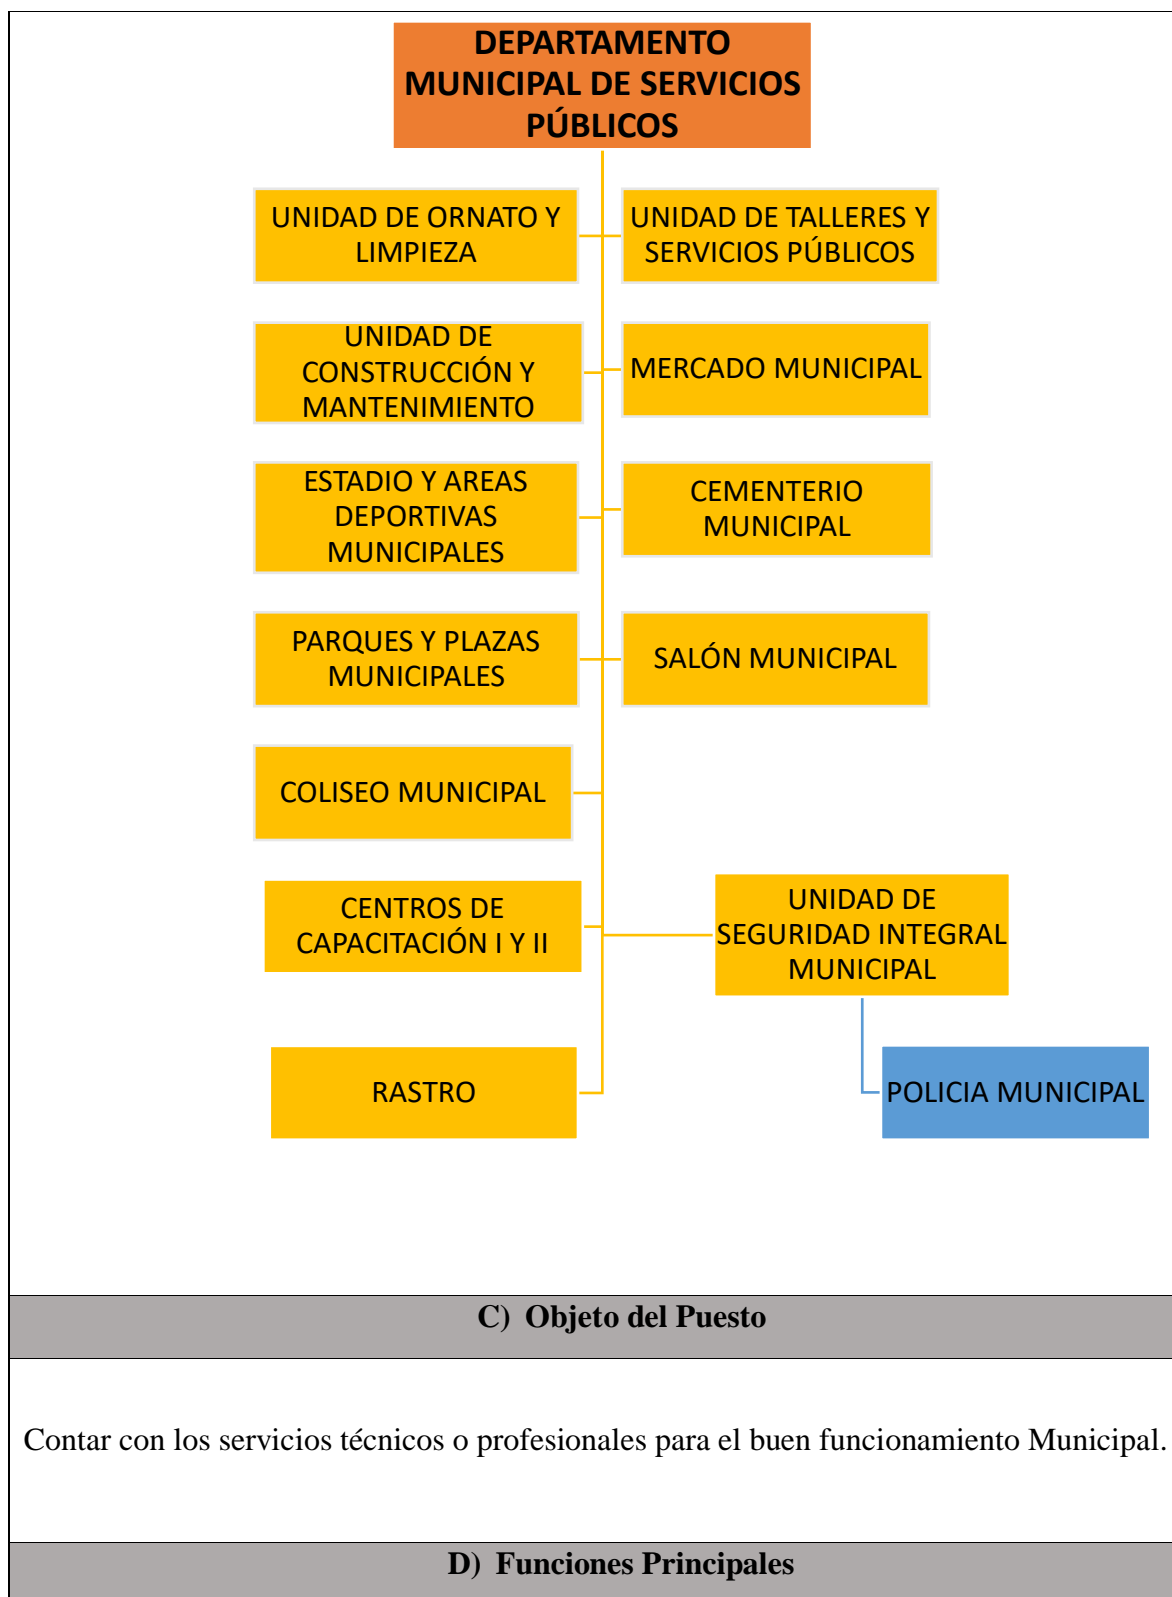 DEPARTAMENTO
MUNICIPAL DE SERVICIOS
PÚBLICOS
UNIDAD DE ORNATO Y
LIMPIEZA
UNIDAD DE TALLERES Y
SERVICIOS PÚBLICOS
UNIDAD DE
CONSTRUCCIÓN Y
MANTENIMIENTO
MERCADO MUNICIPAL
ESTADIO Y AREAS
DEPORTIVAS
MUNICIPALES
CEMENTERIO
MUNICIPAL
PARQUES Y PLAZAS
MUNICIPALES
SALÓN MUNICIPAL
COLISEO MUNICIPAL
CENTROS DE
CAPACITACIÓN I Y II
UNIDAD DE
SEGURIDAD INTEGRAL
MUNICIPAL
RASTRO
POLICIA MUNICIPAL
C) Objeto del Puesto
Contar con los servicios técnicos o profesionales para el buen funcionamiento Municipal.
D) Funciones Principales